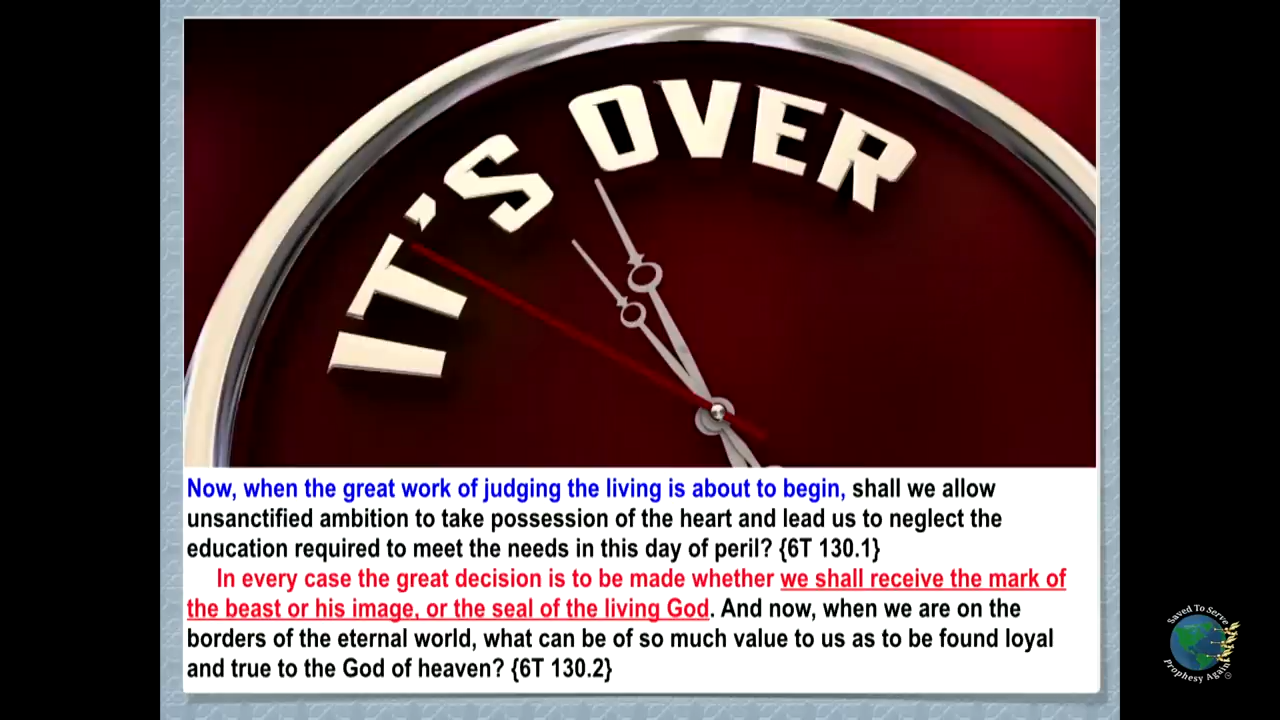 IT'S OVER
Now, when the great work of judging the living is about to begin, shall we allow
unsanctified ambition to take possession of the heart and lead us to neglect the
education required to meet the needs in this day of peril? {6T 130.1}
In every case the great decision is to be made whether we shall receive the mark of
the beast or his image, or the seal of the living God. And now, when we are on the
borders of the eternal world, what can be of so much value to us as to be found loyal
and true to the God of heaven? {6T 130.2}
Saved To Serve
Prophesy Again